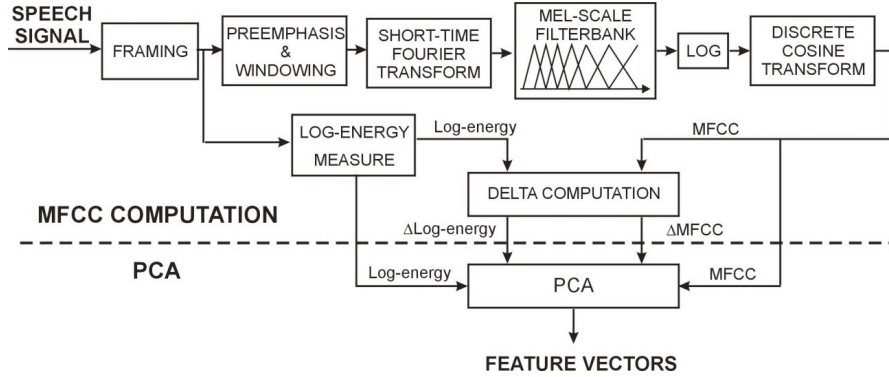 SPEECH
SIGNAL
FRAMING
PREEMPHASIS
&
WINDOWING
SHORT-TIME
FOURIER
TRANSFORM
MEL-SCALE
FILTERBANK
LOG
DISCRETE
COSINE
TRANSFORM
LOG-ENERGY
MEASURE
Log-energy
MFCC
DELTA COMPUTATION
MFCC COMPUTATION
ΔLog-energy
ΔMFCC
PCA
Log-energy
PCA
MFCC
FEATURE VECTORS